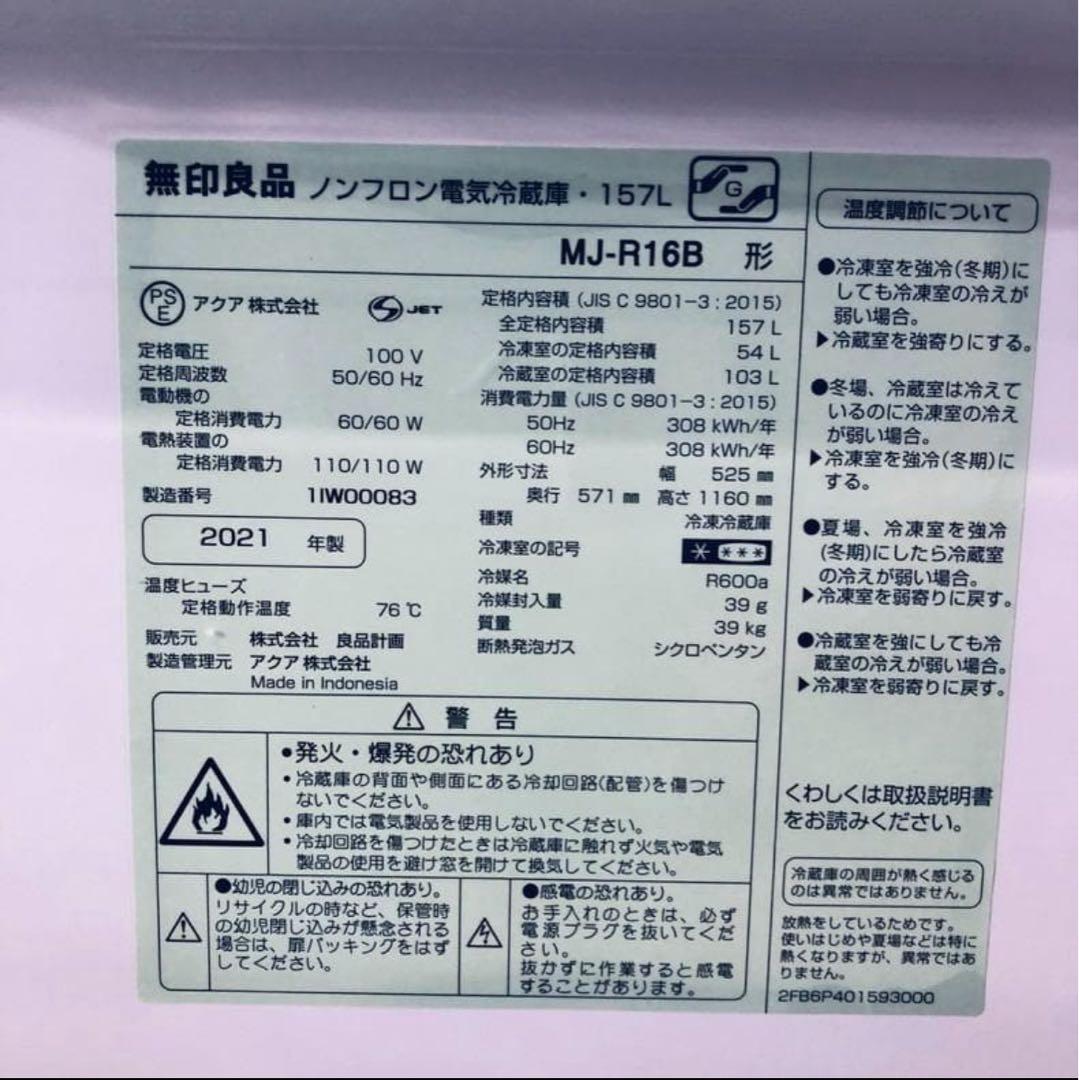 無印良品 ノンフロン電気冷蔵庫・157L
G
MJ-R16B 形
PSE アクア株式会社 S JET
定格電圧 100 V
定格周波数 50/60 Hz
電動機の
定格消費電力 60/60 W
電熱装置の
定格消費電力 110/110 W
製造番号 1IW00083
2021 年製
温度ヒューズ
定格動作温度 76 ℃
販売元 株式会社 良品計画
製造管理元 アクア株式会社
Made in Indonesia
定格内容積 (JIS C 9801-3 : 2015)
全定格内容積 157 L
冷凍室の定格内容積 54 L
冷蔵室の定格内容積 103 L
消費電力量 (JIS C 9801-3 : 2015)
50Hz 308 kWh/年
60Hz 308 kWh/年
外形寸法 幅 525 ㎜
奥行 571 ㎜ 高さ 1160 ㎜
種類 冷凍冷蔵庫
冷凍室の記号 * ***
冷媒名 R600a
冷媒封入量 39 g
質量 39 kg
断熱発泡ガス シクロペンタン
⚠ 警 告
•発火・爆発の恐れあり
•冷蔵庫の背面や側面にある冷却回路(配管)を傷つけ
ないでください。
•庫内では電気製品を使用しないでください。
•冷却回路を傷つけたときは冷蔵庫に触れず火気や電気
製品の使用を避け窓を開けて換気してください。
●幼児の閉じ込みの恐れあり。
リサイクルの時など、保管時
の幼児閉じ込みが懸念される
場合は、扉パッキングをはず
してください。
●感電の恐れあり。
お手入れのときは、必ず
電源プラグを抜いてくだ
さい。
抜かずに作業すると感電
することがあります。
温度調節について
●冷凍室を強冷(冬期)に
しても冷凍室の冷えが
弱い場合。
▶冷蔵室を強寄りにする。
●冬場、冷蔵室は冷えて
いるのに冷凍室の冷え
が弱い場合。
▶冷凍室を強冷(冬期)に
する。
●夏場、冷凍室を強冷
(冬期)にしたら冷蔵室
の冷えが弱い場合。
▶冷凍室を弱寄りに戻す。
●冷蔵室を強にしても冷
蔵室の冷えが弱い場合。
▶冷凍室を弱寄りに戻す。
くわしくは取扱説明書
をお読みください。
冷蔵庫の周囲が熱く感じる
のは異常ではありません。
放熱をしているためです。
使いはじめや夏場などは特に
熱くなりますが、異常ではあ
りません。
2FB6P401593000